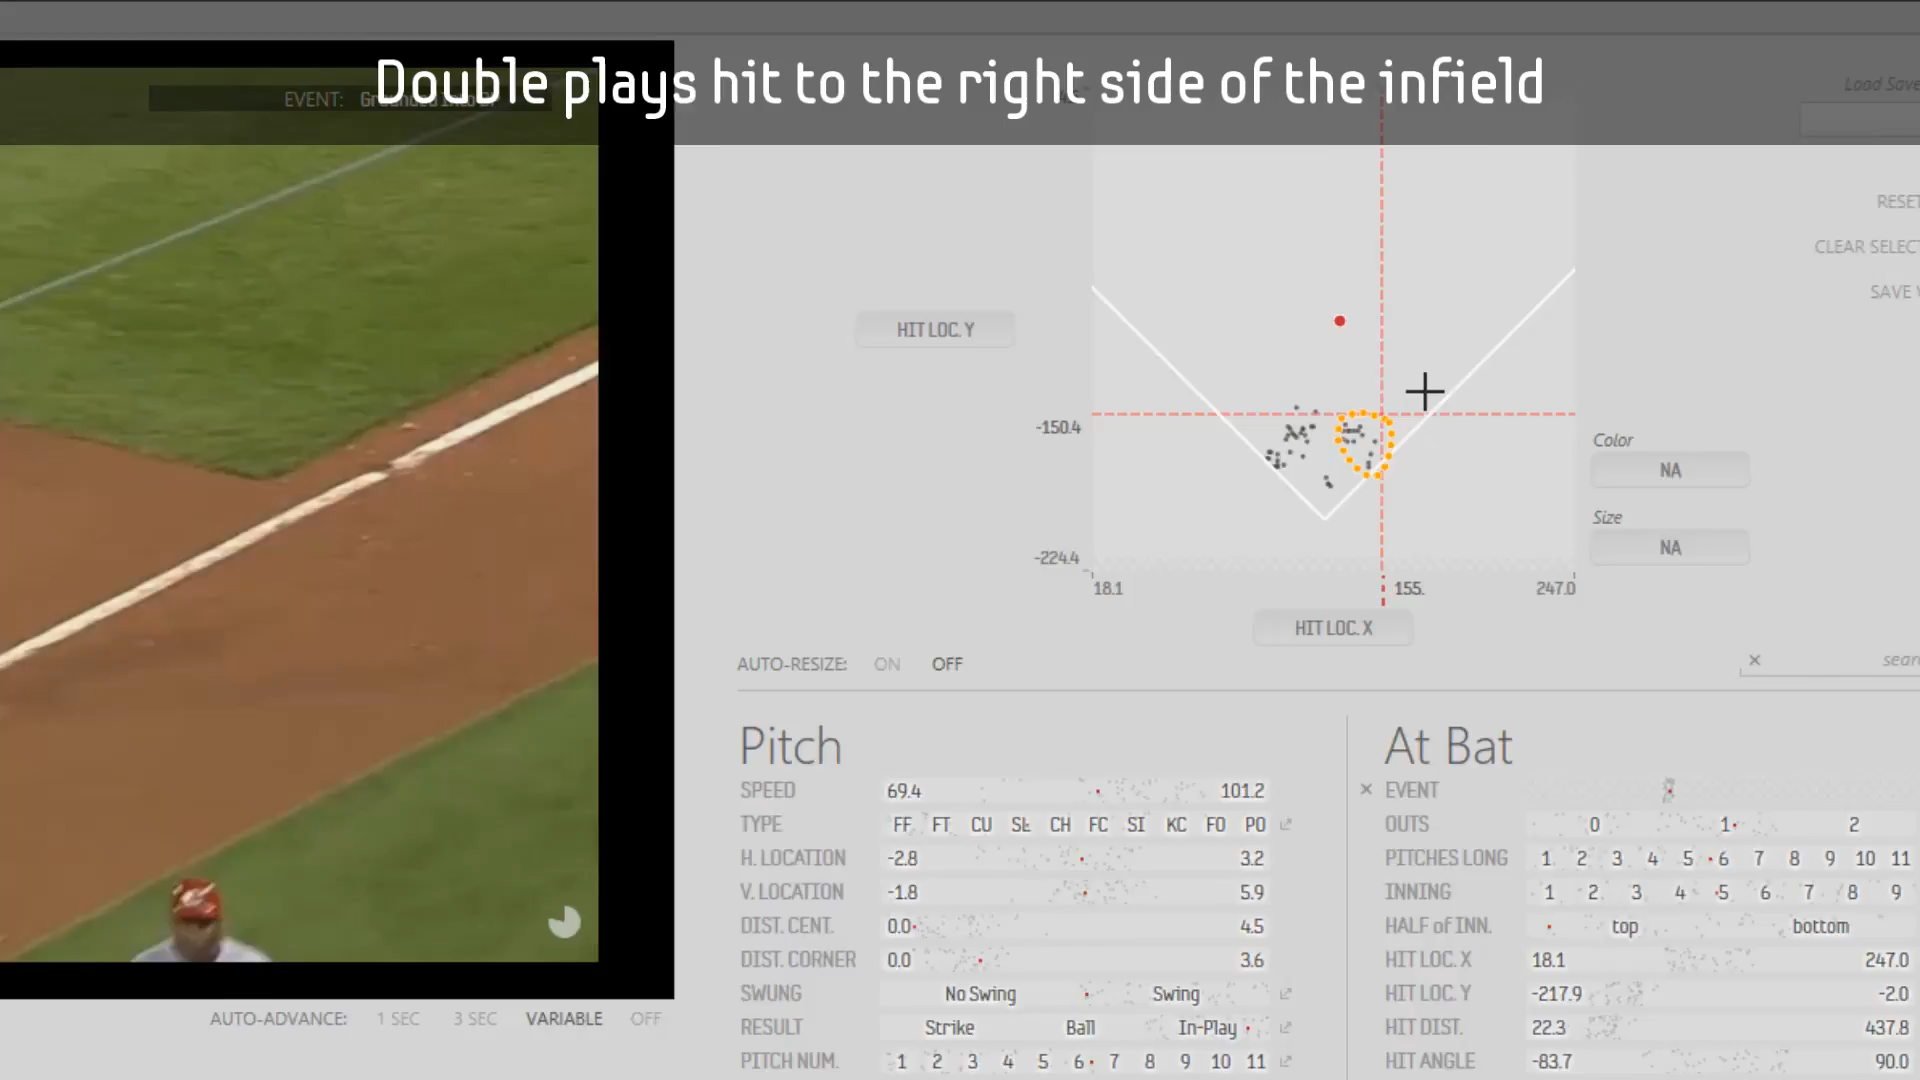 Double plays hit to the right side of the infield
EVENT:
Load Save
RESET
CLEAR SELECT
SAVE
HIT LOC. Y
-150.4
-224.4
18.1
155.
247.0
HIT LOC. X
Color
NA
Size
NA
AUTO-RESIZE: ON OFF
Pitch
SPEED 69.4 101.2
TYPE FF FT CU SL CH FC SI KC FO PO
H. LOCATION -2.8 3.2
V. LOCATION -1.8 5.9
DIST. CENT. 0.0 4.5
DIST. CORNER 0.0 3.6
SWUNG No Swing Swing
RESULT Strike Ball In-Play
PITCH NUM. 1 2 3 4 5 6 7 8 9 10 11
At Bat
EVENT
OUTS 0 1 2
PITCHES LONG 1 2 3 4 5 6 7 8 9 10 11
INNING 1 2 3 4 5 6 7 8 9
HALF of INN. top bottom
HIT LOC. X 18.1 247.0
HIT LOC. Y -217.9 -2.0
HIT DIST. 22.3 437.8
HIT ANGLE -83.7 90.0
AUTO-ADVANCE: 1 SEC 3 SEC VARIABLE OFF